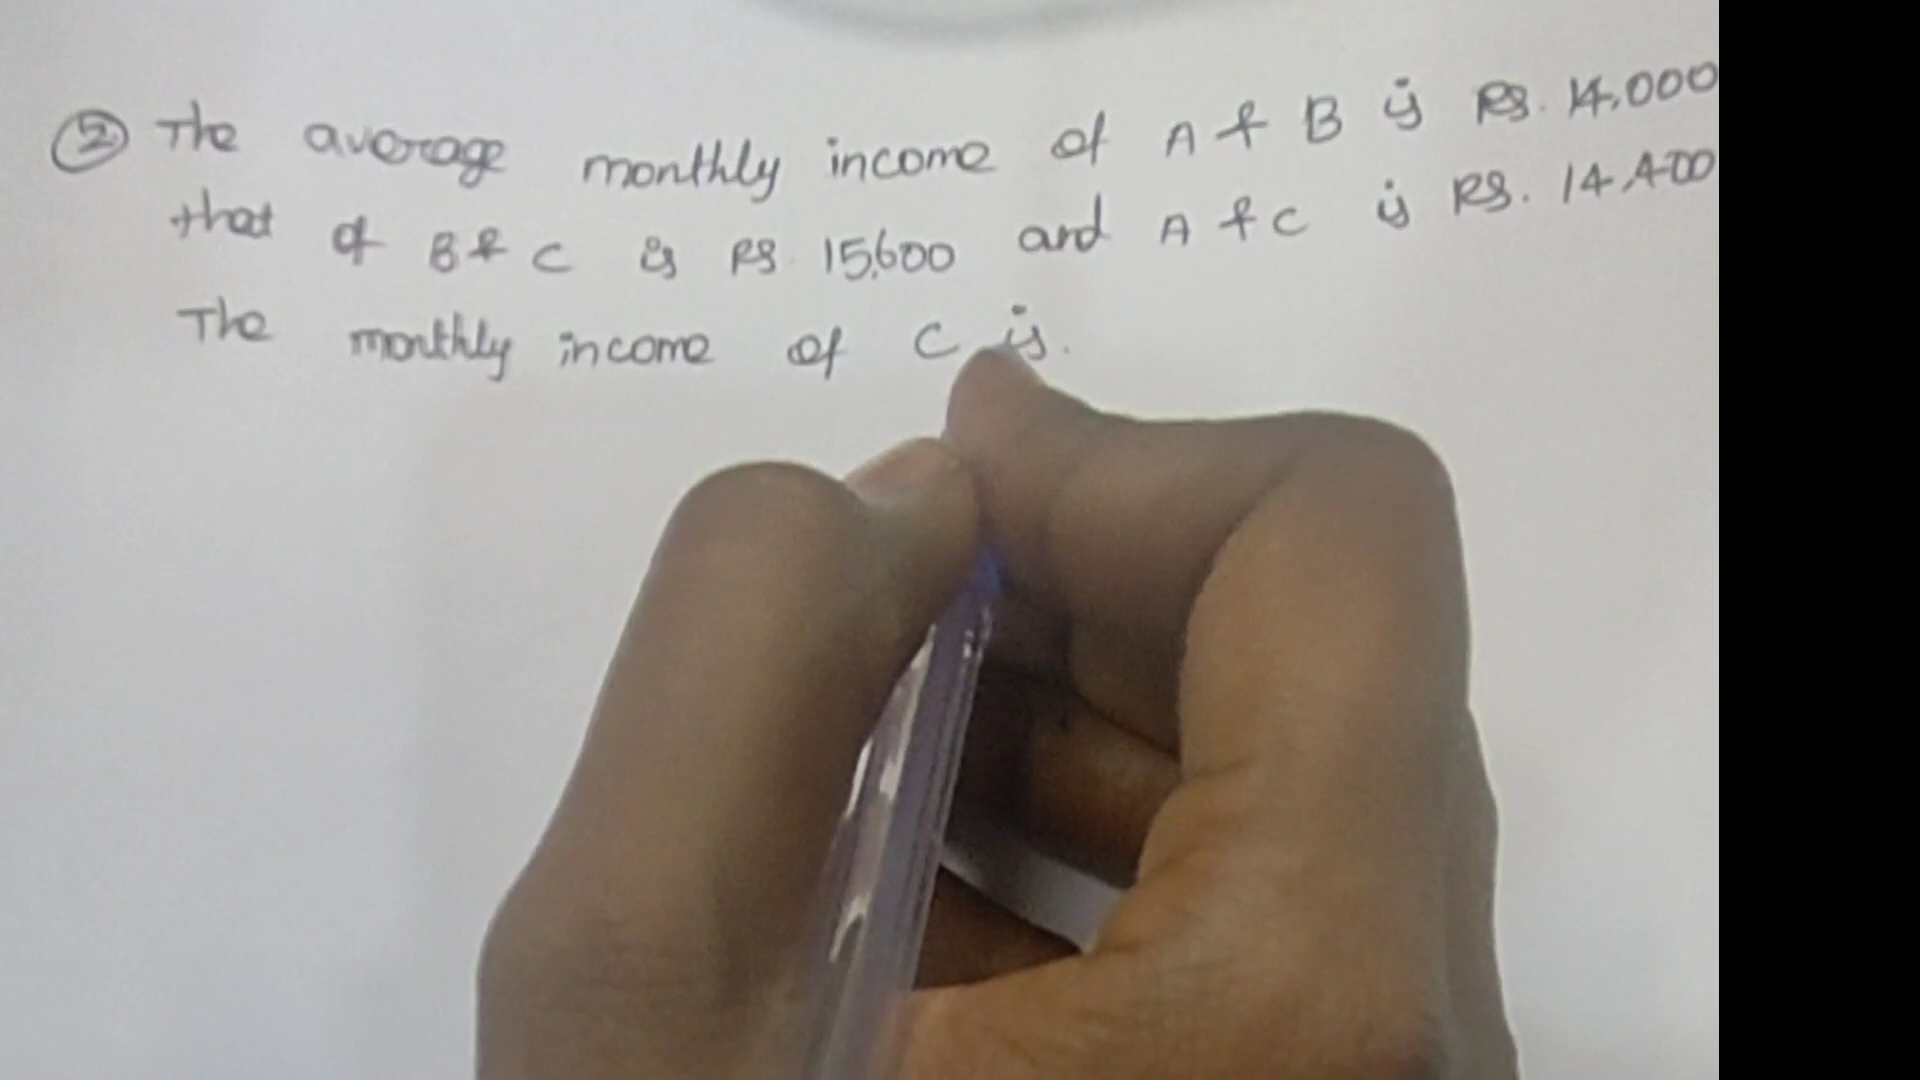 ② The average monthly income of A & B is Rs. 14,000
that of B & C is Rs. 15,600 and A & C is Rs. 14,400
The monthly income of C is.